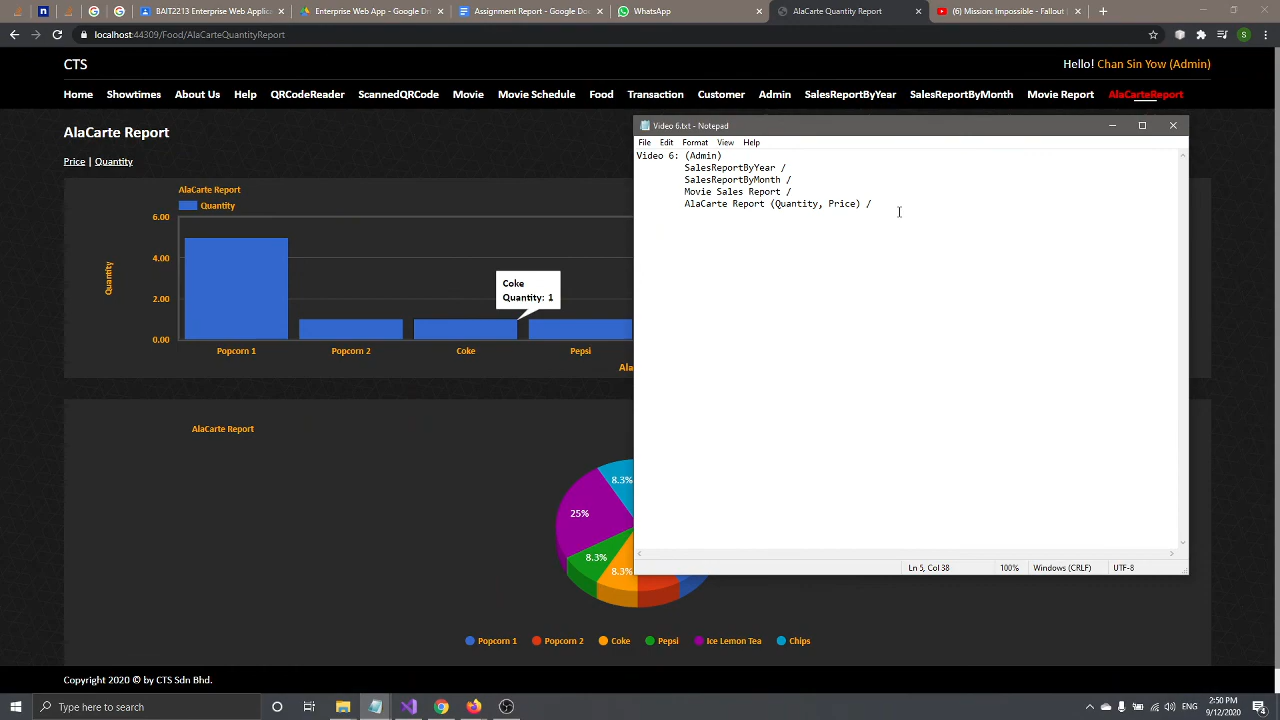 BAIT2213 Enterprise Web Applica
Enterprise Web App - Google Dri
Assignment Report - Google Doc
WhatsApp
AlaCarte Quantity Report
(6) Mission: Impossible - Fallout
localhost:44309/Food/AlaCarteQuantityReport
S
CTS
Hello! Chan Sin Yow (Admin)
Home Showtimes About Us Help QRCodeReader ScannedQRCode Movie Movie Schedule Food Transaction Customer Admin SalesReportByYear SalesReportByMonth Movie Report AlaCarteReport
AlaCarte Report
Price | Quantity
AlaCarte Report
Quantity
6.00
4.00
2.00
0.00
Quantity
Coke
Quantity: 1
Popcorn 1 Popcorn 2 Coke Pepsi
Ala
Video 6.txt - Notepad
File Edit Format View Help
Video 6: (Admin)
SalesReportByYear /
SalesReportByMonth /
Movie Sales Report /
AlaCarte Report (Quantity, Price) /
Ln 5, Col 38
100%
Windows (CRLF)
UTF-8
AlaCarte Report
8.3%
25%
8.3%
8.3%
Popcorn 1 Popcorn 2 Coke Pepsi Ice Lemon Tea Chips
Copyright 2020 © by CTS Sdn Bhd.
Type here to search
ENG
2:50 PM
9/12/2020
4